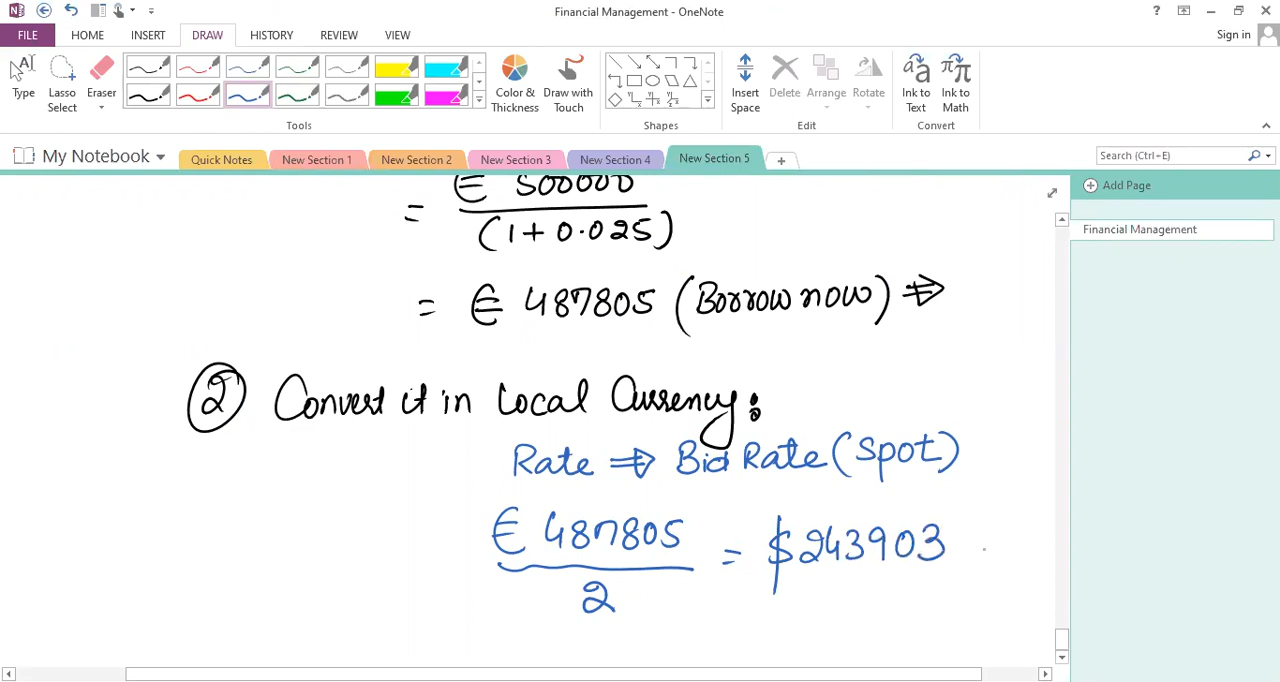 Financial Management - OneNote
Sign in
FILE HOME INSERT DRAW HISTORY REVIEW VIEW
Type
Lasso Select
Eraser
Color & Thickness
Draw with Touch
Insert Space
Delete
Arrange
Rotate
Ink to Text
Ink to Math
Tools
Shapes
Edit
Convert
My Notebook
Quick Notes
New Section 1
New Section 2
New Section 3
New Section 4
New Section 5
Search (Ctrl+E)
Add Page
Financial Management
€ 500000
= (1+ 0.025)
= € 487805 (Borrow now) ⇒
2 Convert it in Local Currency:
Rate ⇒ Bid Rate (Spot)
€ 487805
= $243903
2